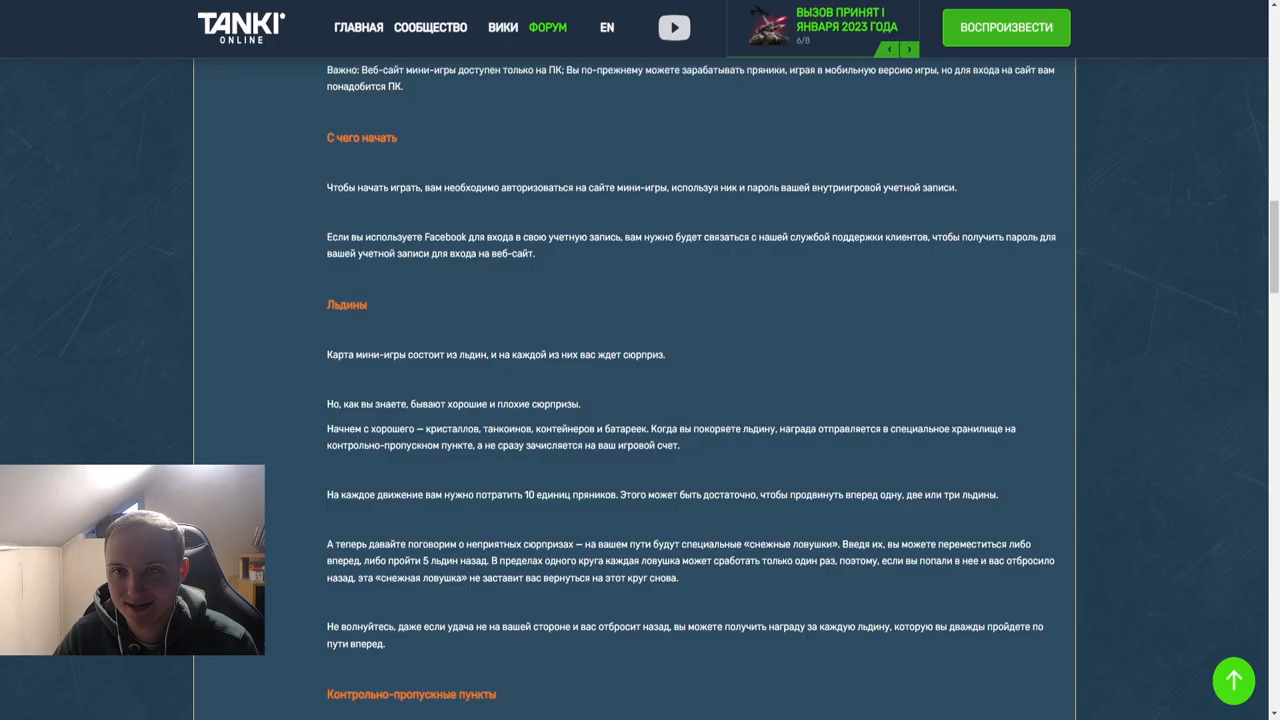 TANKI
ONLINE
ГЛАВНАЯ СООБЩЕСТВО ВИКИ ФОРУМ EN
ВЫЗОВ ПРИНЯТ I
ЯНВАРЯ 2023 ГОДА
6/8
ВОСПРОИЗВЕСТИ
Важно: Веб-сайт мини-игры доступен только на ПК; Вы по-прежнему можете зарабатывать пряники, играя в мобильную версию игры, но для входа на сайт вам
понадобится ПК.
С чего начать
Чтобы начать играть, вам необходимо авторизоваться на сайте мини-игры, используя ник и пароль вашей внутриигровой учетной записи.
Если вы используете Facebook для входа в свою учетную запись, вам нужно будет связаться с нашей службой поддержки клиентов, чтобы получить пароль для
вашей учетной записи для входа на веб-сайт.
Льдины
Карта мини-игры состоит из льдин, и на каждой из них вас ждет сюрприз.
Но, как вы знаете, бывают хорошие и плохие сюрпризы.
Начнем с хорошего — кристаллов, танкоинов, контейнеров и батареек. Когда вы покоряете льдину, награда отправляется в специальное хранилище на
контрольно-пропускном пункте, а не сразу зачисляется на ваш игровой счет.
На каждое движение вам нужно потратить 10 единиц пряников. Этого может быть достаточно, чтобы продвинуть вперед одну, две или три льдины.
А теперь давайте поговорим о неприятных сюрпризах — на вашем пути будут специальные «снежные ловушки». Введя их, вы можете переместиться либо
вперед, либо пройти 5 льдин назад. В пределах одного круга каждая ловушка может сработать только один раз, поэтому, если вы попали в нее и вас отбросило
назад, эта «снежная ловушка» не заставит вас вернуться на этот круг снова.
Не волнуйтесь, даже если удача не на вашей стороне и вас отбросит назад, вы можете получить награду за каждую льдину, которую вы дважды пройдете по
пути вперед.
Контрольно-пропускные пункты